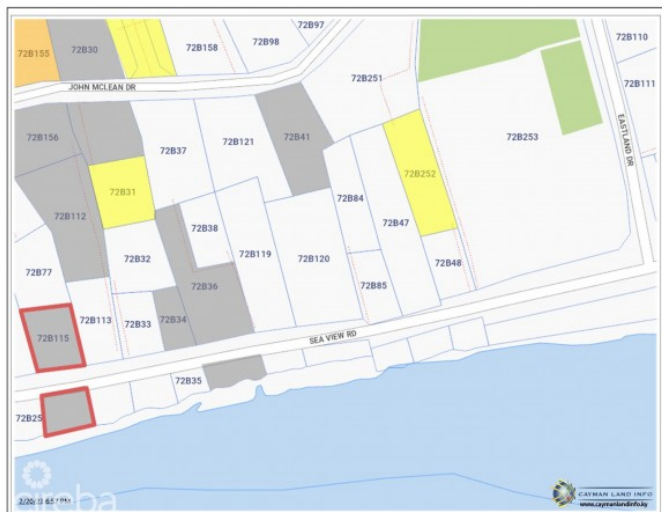 72B97
72B155
72B30
72B158
72B98
72B110
72B251
72B111
JOHN MCLEAN DR
EASTLAND DR
72B156
72B37
72B121
72B41
72B253
72B252
72B31
72B84
72B112
72B38
72B47
72B32
72B119
72B120
72B48
72B77
72B36
72B85
72B113
72B33
72B34
SEA VIEW RD
72B115
72B35
72B25
cireba
CAYMAN LAND INFO
www.caymanlandinfo.ky